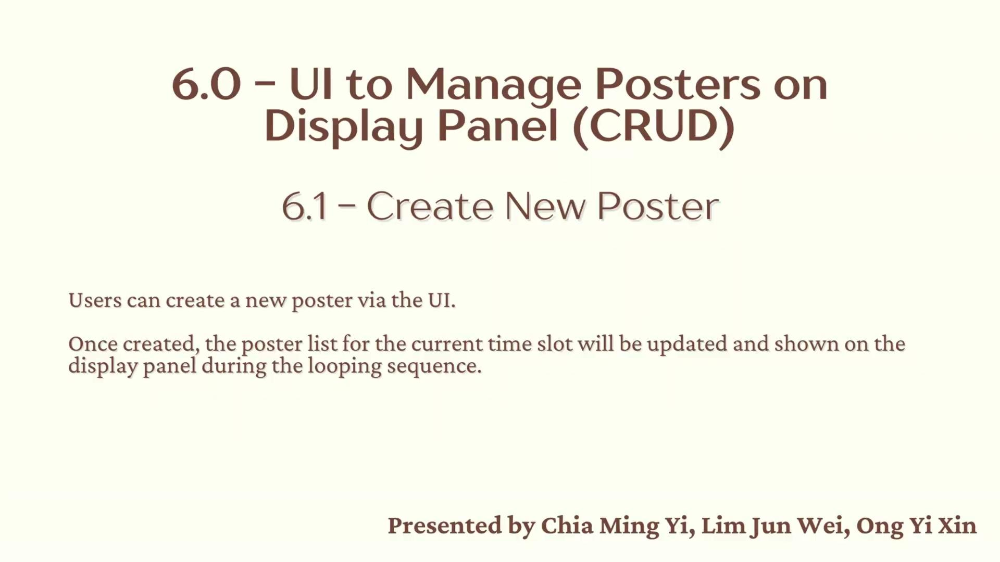 6.0 – UI to Manage Posters on
Display Panel (CRUD)
6.1 – Create New Poster
Users can create a new poster via the UI.
Once created, the poster list for the current time slot will be updated and shown on the
display panel during the looping sequence.
Presented by Chia Ming Yi, Lim Jun Wei, Ong Yi Xin